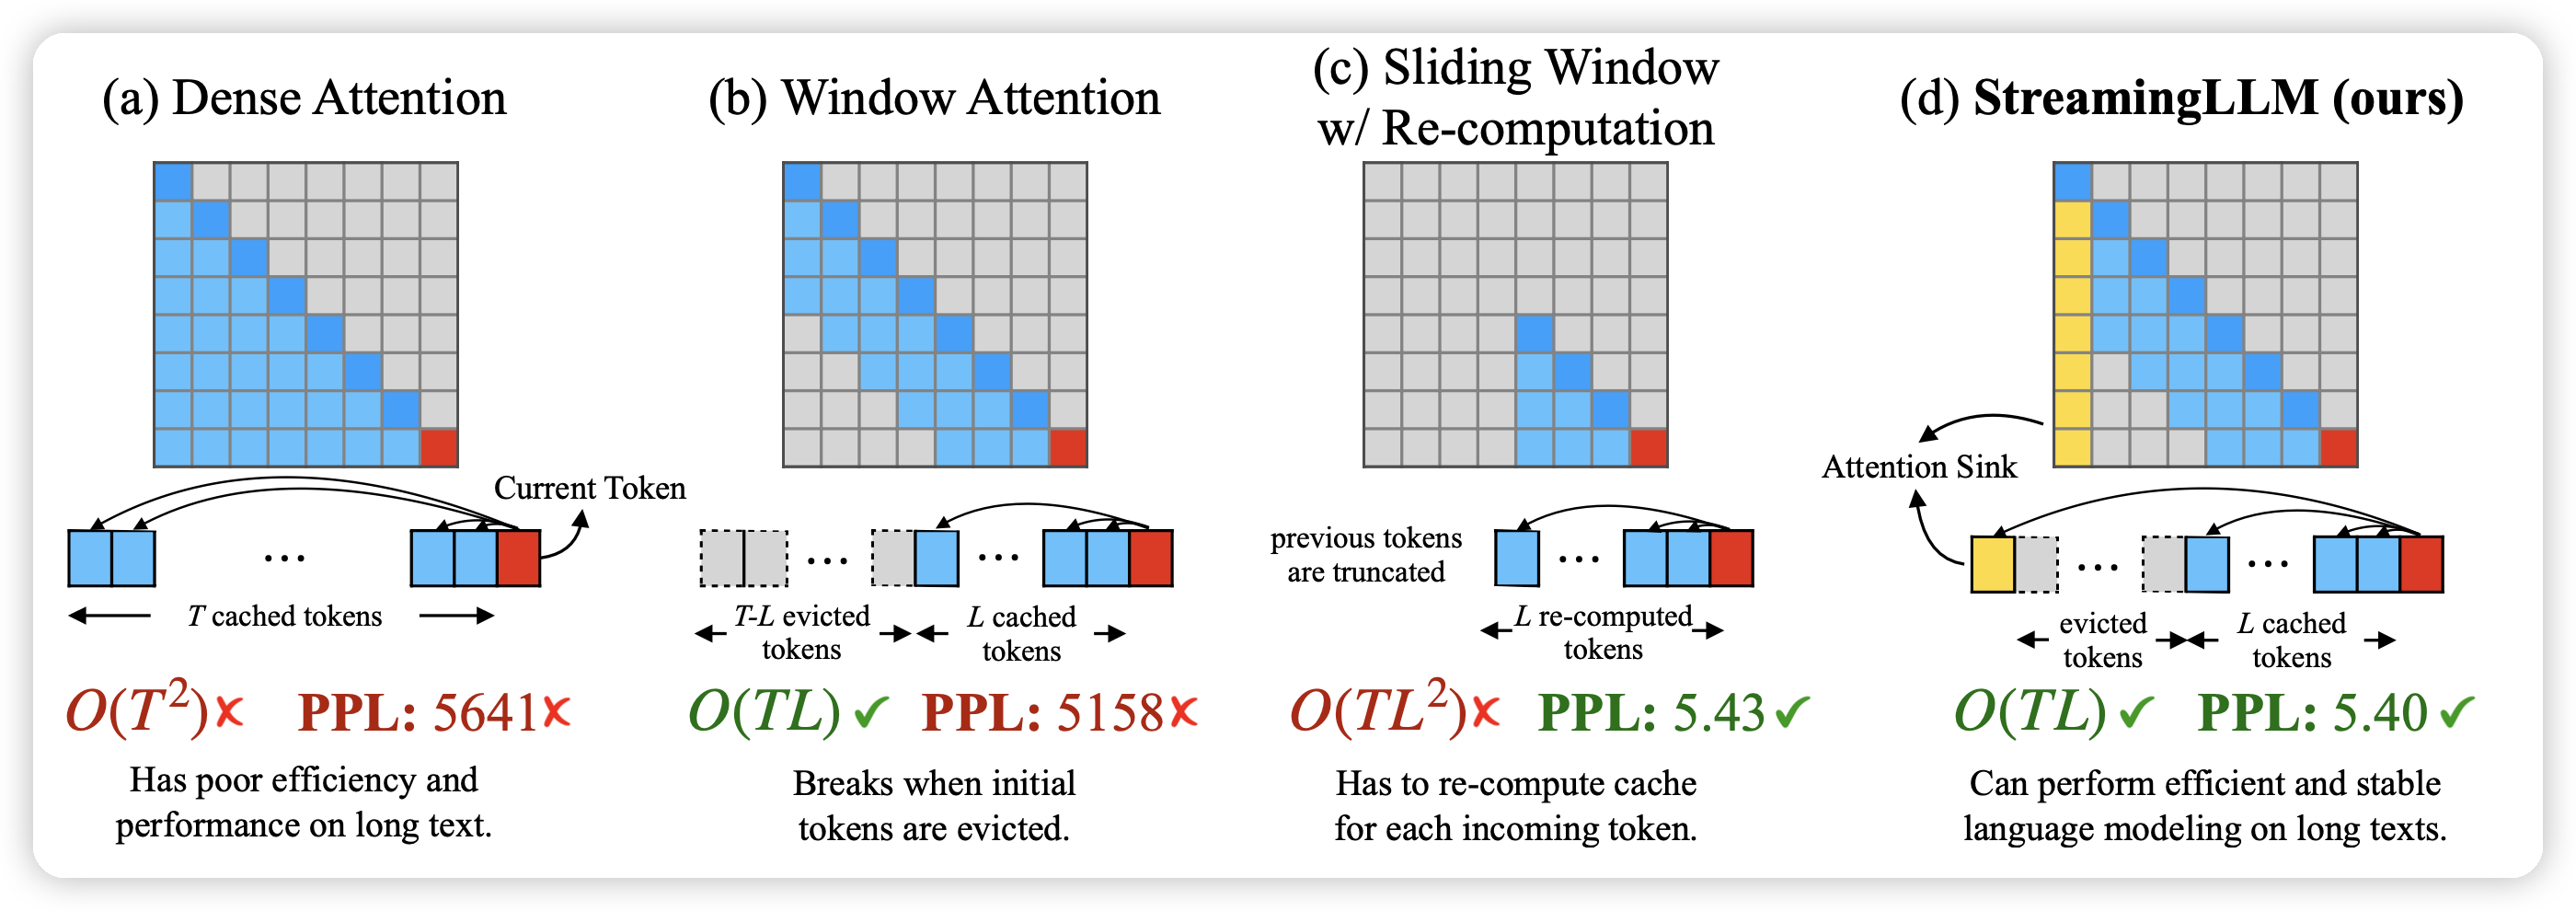 (a) Dense Attention
Current Token
...
T cached tokens
O(T²)✗ PPL: 5641✗
Has poor efficiency and
performance on long text.
(b) Window Attention
... ...
T-L evicted
tokens
L cached
tokens
O(TL)✓ PPL: 5158✗
Breaks when initial
tokens are evicted.
(c) Sliding Window
w/ Re-computation
previous tokens
are truncated
...
L re-computed
tokens
O(TL²)✗ PPL: 5.43✓
Has to re-compute cache
for each incoming token.
(d) StreamingLLM (ours)
Attention Sink
... ...
evicted
tokens
L cached
tokens
O(TL)✓ PPL: 5.40✓
Can perform efficient and stable
language modeling on long texts.